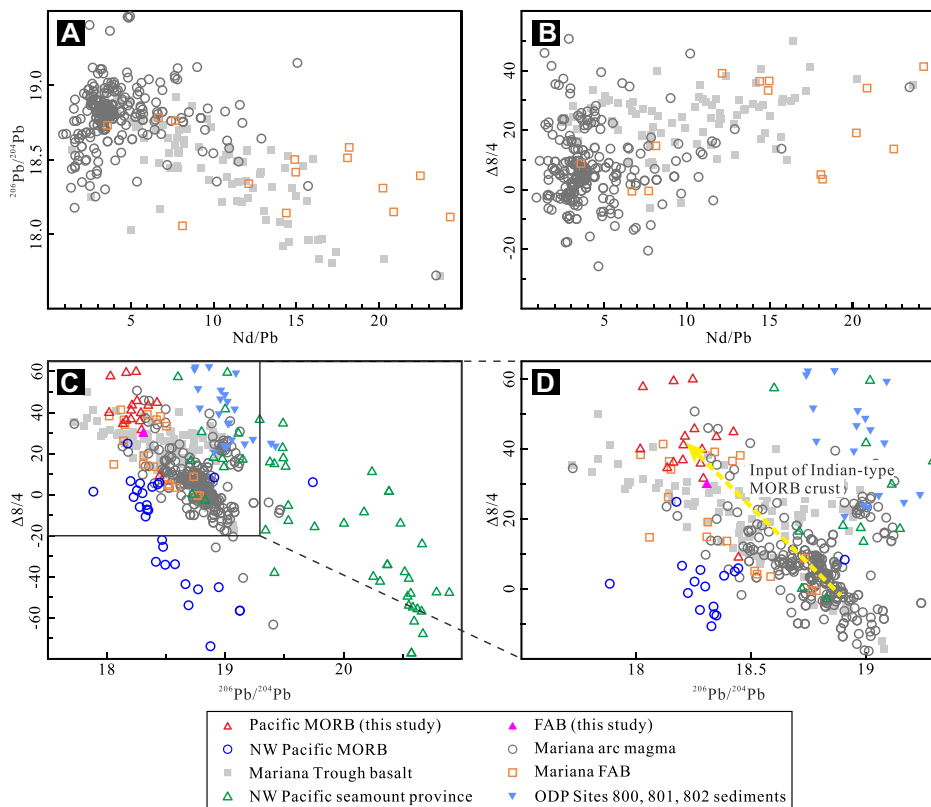 A
B
²⁰⁶Pb/²⁰⁴Pb
19.0
18.5
18.0
5
10
15
20
Nd/Pb
Δ8/4
40
20
0
-20
5
10
15
20
Nd/Pb
C
D
Δ8/4
60
40
20
0
-20
-40
-60
18
19
20
²⁰⁶Pb/²⁰⁴Pb
Δ8/4
60
40
20
0
Input of Indian-type
MORB crust
18
18.5
19
²⁰⁶Pb/²⁰⁴Pb
Pacific MORB (this study)
FAB (this study)
NW Pacific MORB
Mariana arc magma
Mariana Trough basalt
Mariana FAB
NW Pacific seamount province
ODP Sites 800, 801, 802 sediments